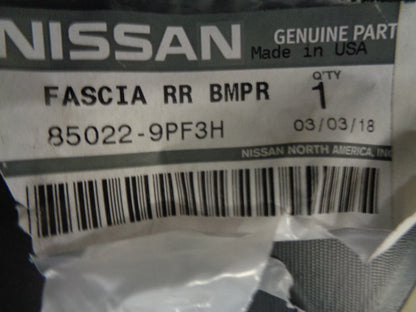 NISSAN GENUINE PART
Made in USA
FASCIA RR BMPR
Q'TY
1
85022-9PF3H 03/03/18
NISSAN NORTH AMERICA, INC